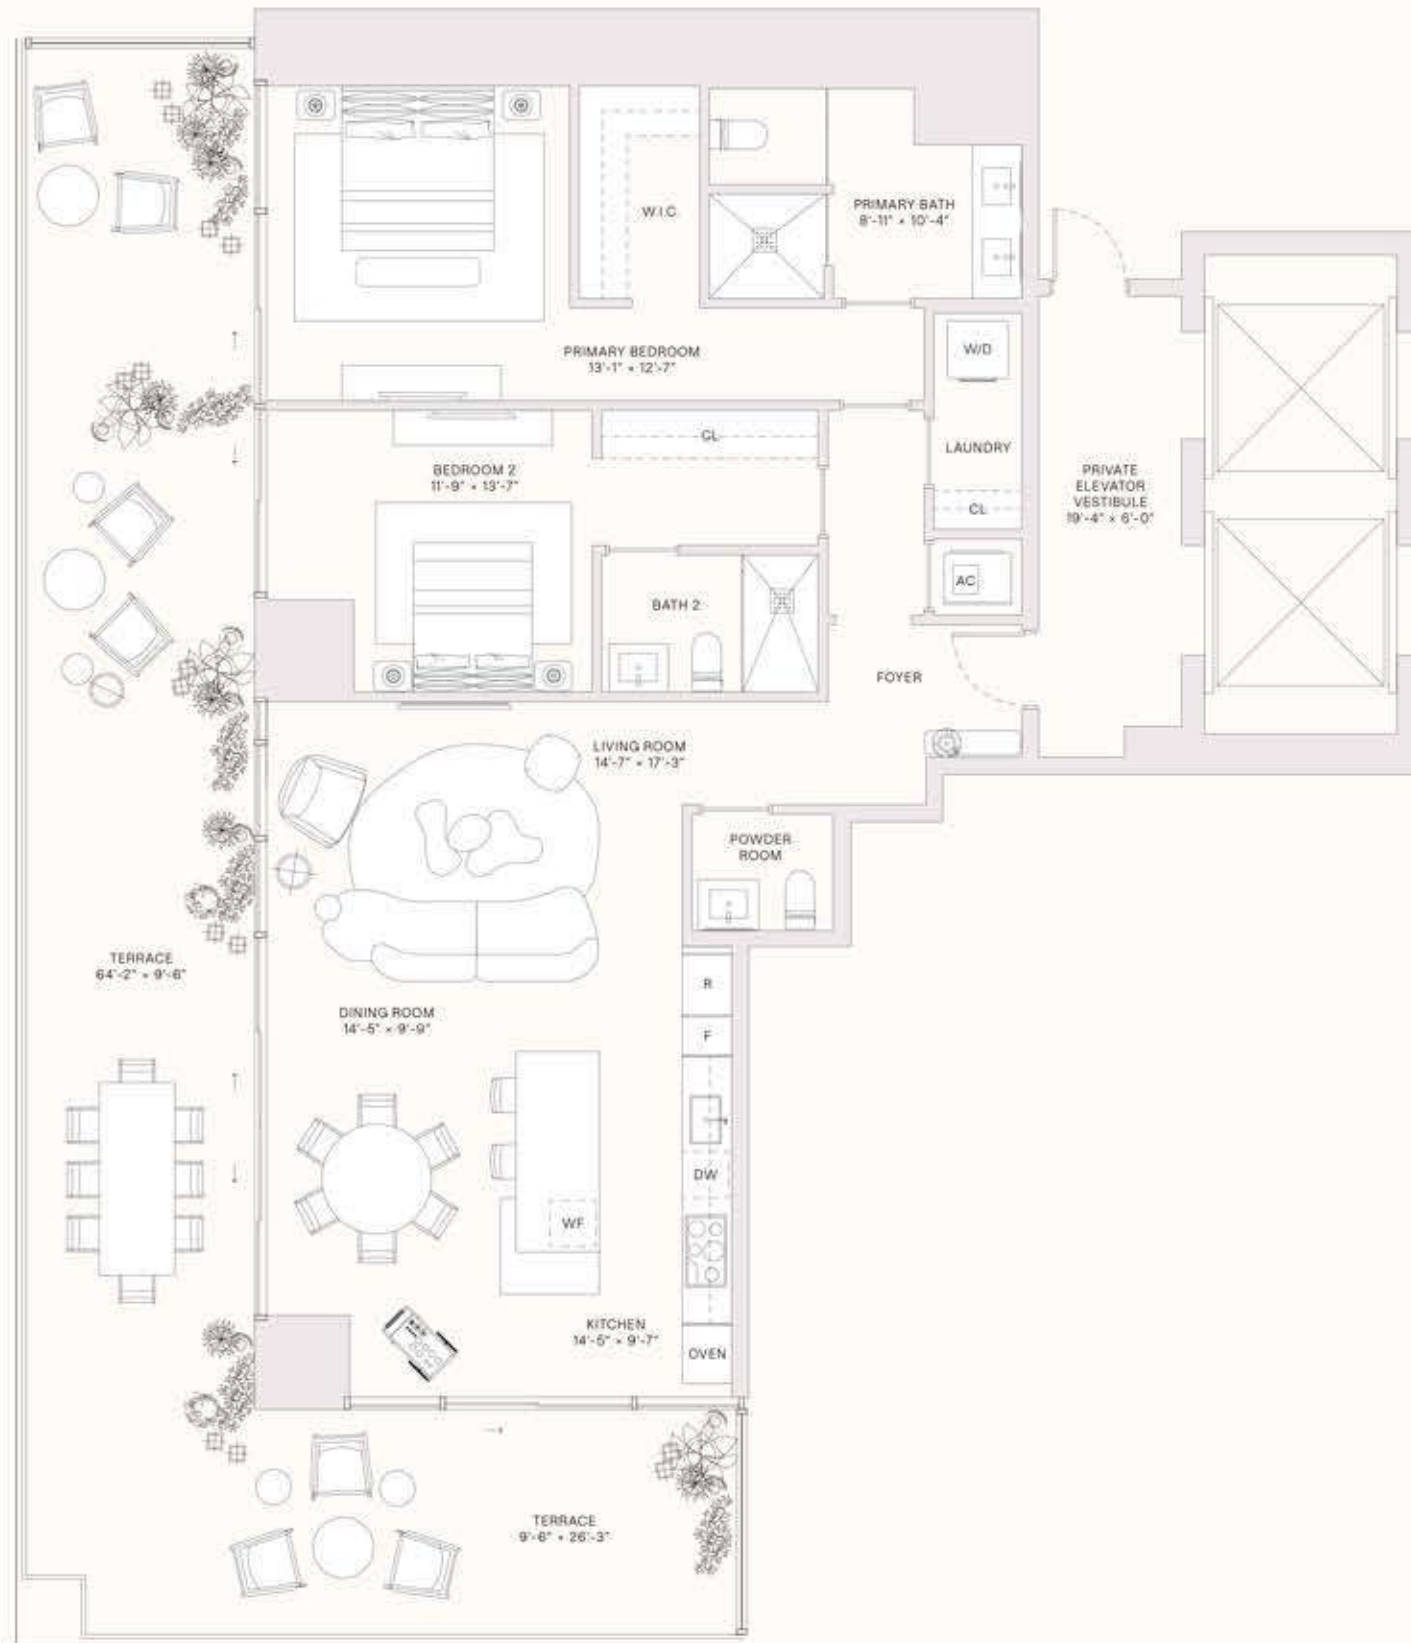 W.I.C.
PRIMARY BATH
8'-11" × 10'-4"
PRIMARY BEDROOM
13'-1" × 12'-7"
W/D
CL
BEDROOM 2
11'-9" × 13'-7"
LAUNDRY
PRIVATE
ELEVATOR
VESTIBULE
19'-4" × 6'-0"
CL
AC
BATH 2
FOYER
LIVING ROOM
14'-7" × 17'-3"
POWDER
ROOM
TERRACE
64'-2" × 9'-6"
R
DINING ROOM
14'-5" × 9'-9"
F
DW
WF
KITCHEN
14'-5" × 9'-7"
OVEN
TERRACE
9'-6" × 26'-3"